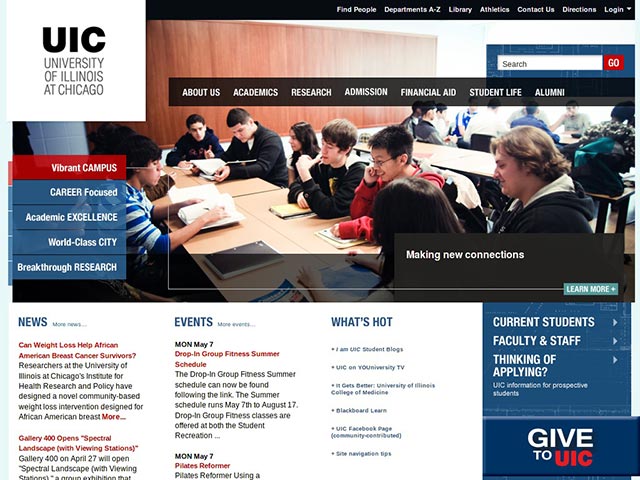 UIC
UNIVERSITY
OF ILLINOIS
AT CHICAGO
Find People Departments A-Z Library Athletics Contact Us Directions Login
Search GO
ABOUT US ACADEMICS RESEARCH ADMISSION FINANCIAL AID STUDENT LIFE ALUMNI
Vibrant CAMPUS
CAREER Focused
Academic EXCELLENCE
World-Class CITY
Breakthrough RESEARCH
Making new connections
LEARN MORE +
NEWS More news...
Can Weight Loss Help African
American Breast Cancer Survivors?
Researchers at the University of
Illinois at Chicago's Institute for
Health Research and Policy have
designed a novel community-based
weight loss intervention designed for
African American breast More...
Gallery 400 Opens "Spectral
Landscape (with Viewing Stations)"
Gallery 400 on April 27 will open
"Spectral Landscape (with Viewing
Stations)," a group exhibition that
EVENTS More events...
MON May 7
Drop-In Group Fitness Summer
Schedule
The Drop-In Group Fitness Summer
schedule can now be found
following the link. The Summer
schedule runs May 7th to August 17.
Drop-In Group Fitness classes are
offered at both the Student
Recreation ...
MON May 7
Pilates Reformer
Pilates Reformer Using a
WHAT'S HOT
+ I am UIC Student Blogs
+ UIC on YOUniversity TV
+ It Gets Better: University of Illinois
College of Medicine
+ Blackboard Learn
+ UIC Facebook Page
(community-contributed)
+ Site navigation tips
CURRENT STUDENTS
FACULTY & STAFF
THINKING OF
APPLYING?
UIC information for prospective
students
GIVE
TO UIC